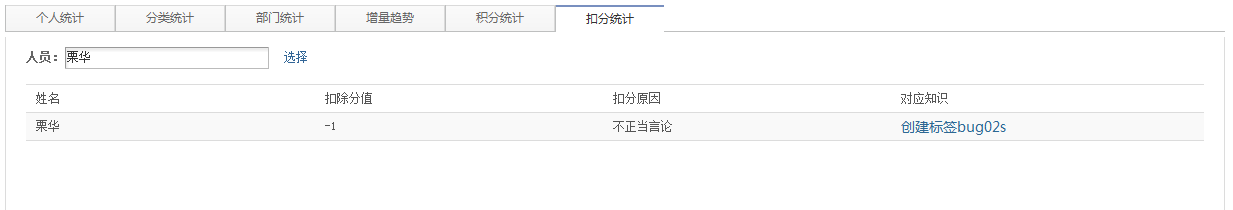 个人统计 分类统计 部门统计 增量趋势 积分统计 扣分统计
人员： 栗华 选择
姓名 扣除分值 扣分原因 对应知识
栗华 -1 不正当言论 创建标签bug02s